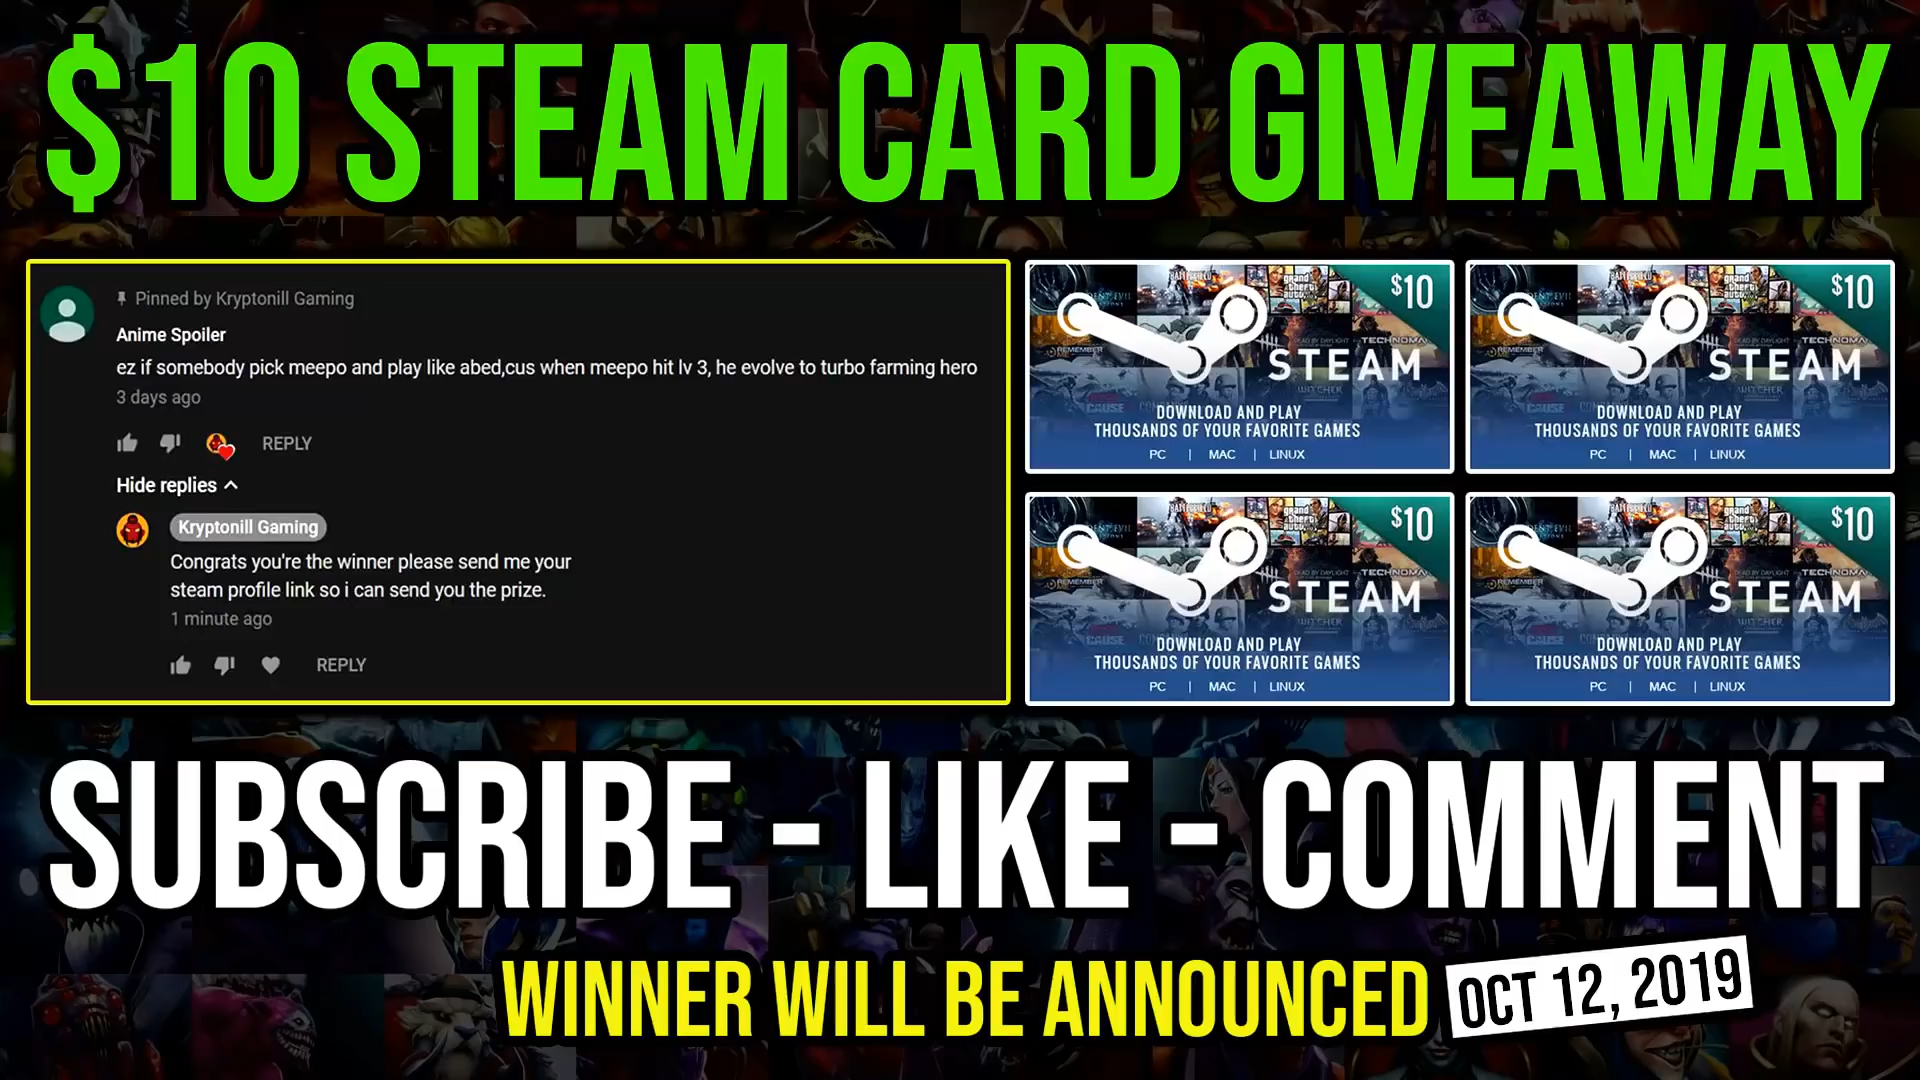 $10 STEAM CARD GIVEAWAY
Pinned by Kryptonill Gaming
Anime Spoiler
ez if somebody pick meepo and play like abed,cus when meepo hit lv 3, he evolve to turbo farming hero
3 days ago
REPLY
Hide replies
Kryptonill Gaming
Congrats you're the winner please send me your
steam profile link so i can send you the prize.
1 minute ago
REPLY
$10
STEAM
DOWNLOAD AND PLAY
THOUSANDS OF YOUR FAVORITE GAMES
PC | MAC | LINUX
$10
STEAM
DOWNLOAD AND PLAY
THOUSANDS OF YOUR FAVORITE GAMES
PC | MAC | LINUX
$10
STEAM
DOWNLOAD AND PLAY
THOUSANDS OF YOUR FAVORITE GAMES
PC | MAC | LINUX
$10
STEAM
DOWNLOAD AND PLAY
THOUSANDS OF YOUR FAVORITE GAMES
PC | MAC | LINUX
SUBSCRIBE - LIKE - COMMENT
WINNER WILL BE ANNOUNCED OCT 12, 2019